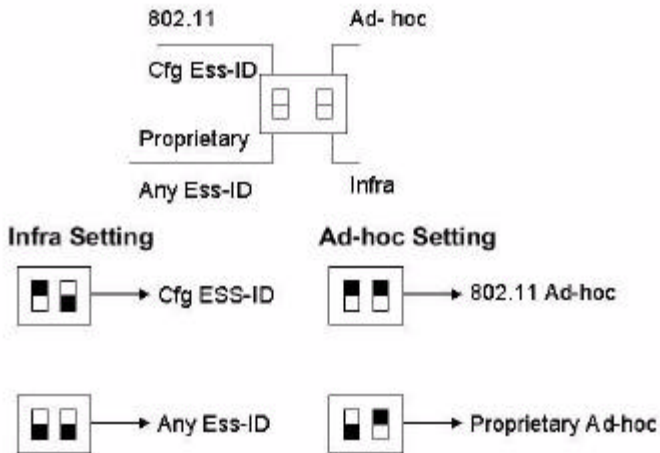 802.11
Ad- hoc
Cfg Ess-ID
Proprietary
Any Ess-ID
Infra
Infra Setting
Ad-hoc Setting
Cfg ESS-ID
802.11 Ad-hoc
Any Ess-ID
Proprietary Ad-hoc